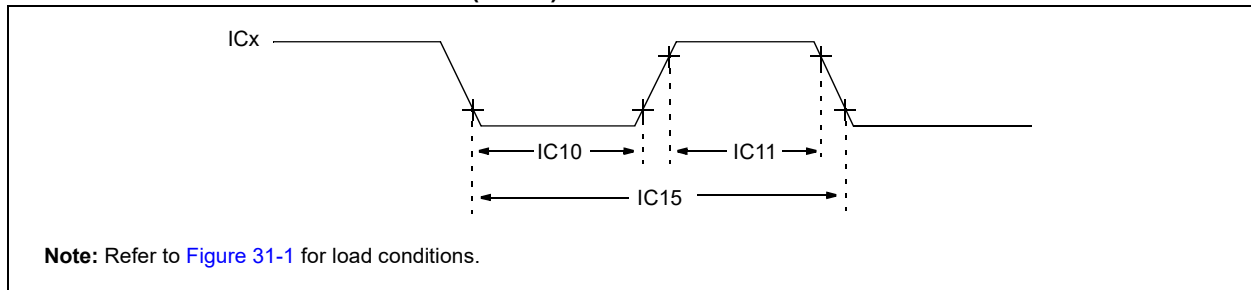 ICx
IC10
IC11
IC15
Note: Refer to Figure 31-1 for load conditions.